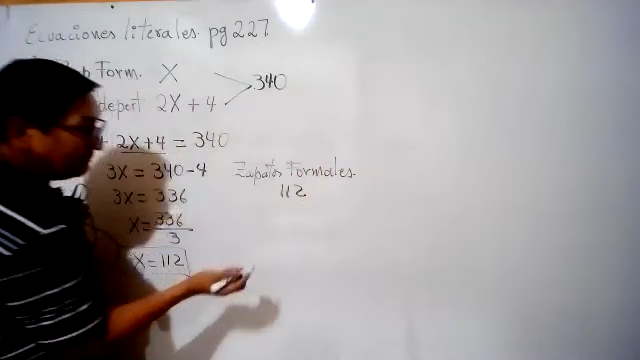 Ecuaciones literales. pg 227
Form. X
340
deport 2X + 4
+ 2X + 4 = 340
3X = 340 - 4
Zapatos Formales.
3X = 336
112
X = 336
3
X = 112